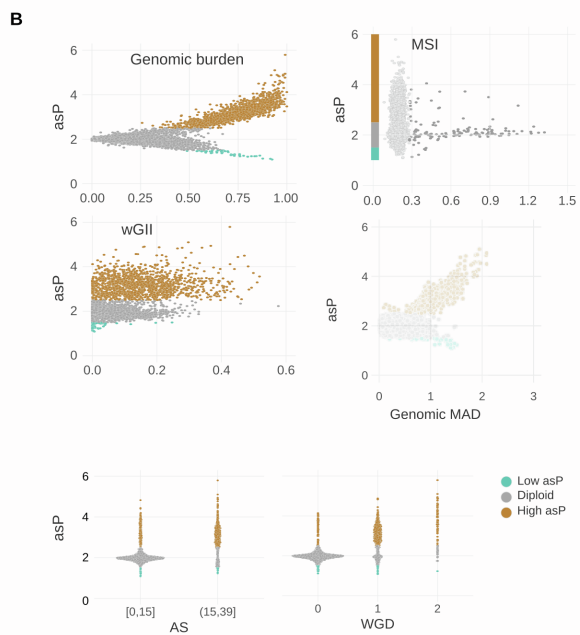 B
Genomic burden
asP
6
4
2
0
0.00 0.25 0.50 0.75 1.00
MSI
asP
6
4
2
0
0.0 0.3 0.6 0.9 1.2 1.5
wGII
asP
6
4
2
0
0.0 0.2 0.4 0.6
asP
6
4
2
0
0 1 2 3
Genomic MAD
asP
6
4
2
0
[0,15] (15,39]
AS
0 1 2
WGD
Low asP
Diploid
High asP